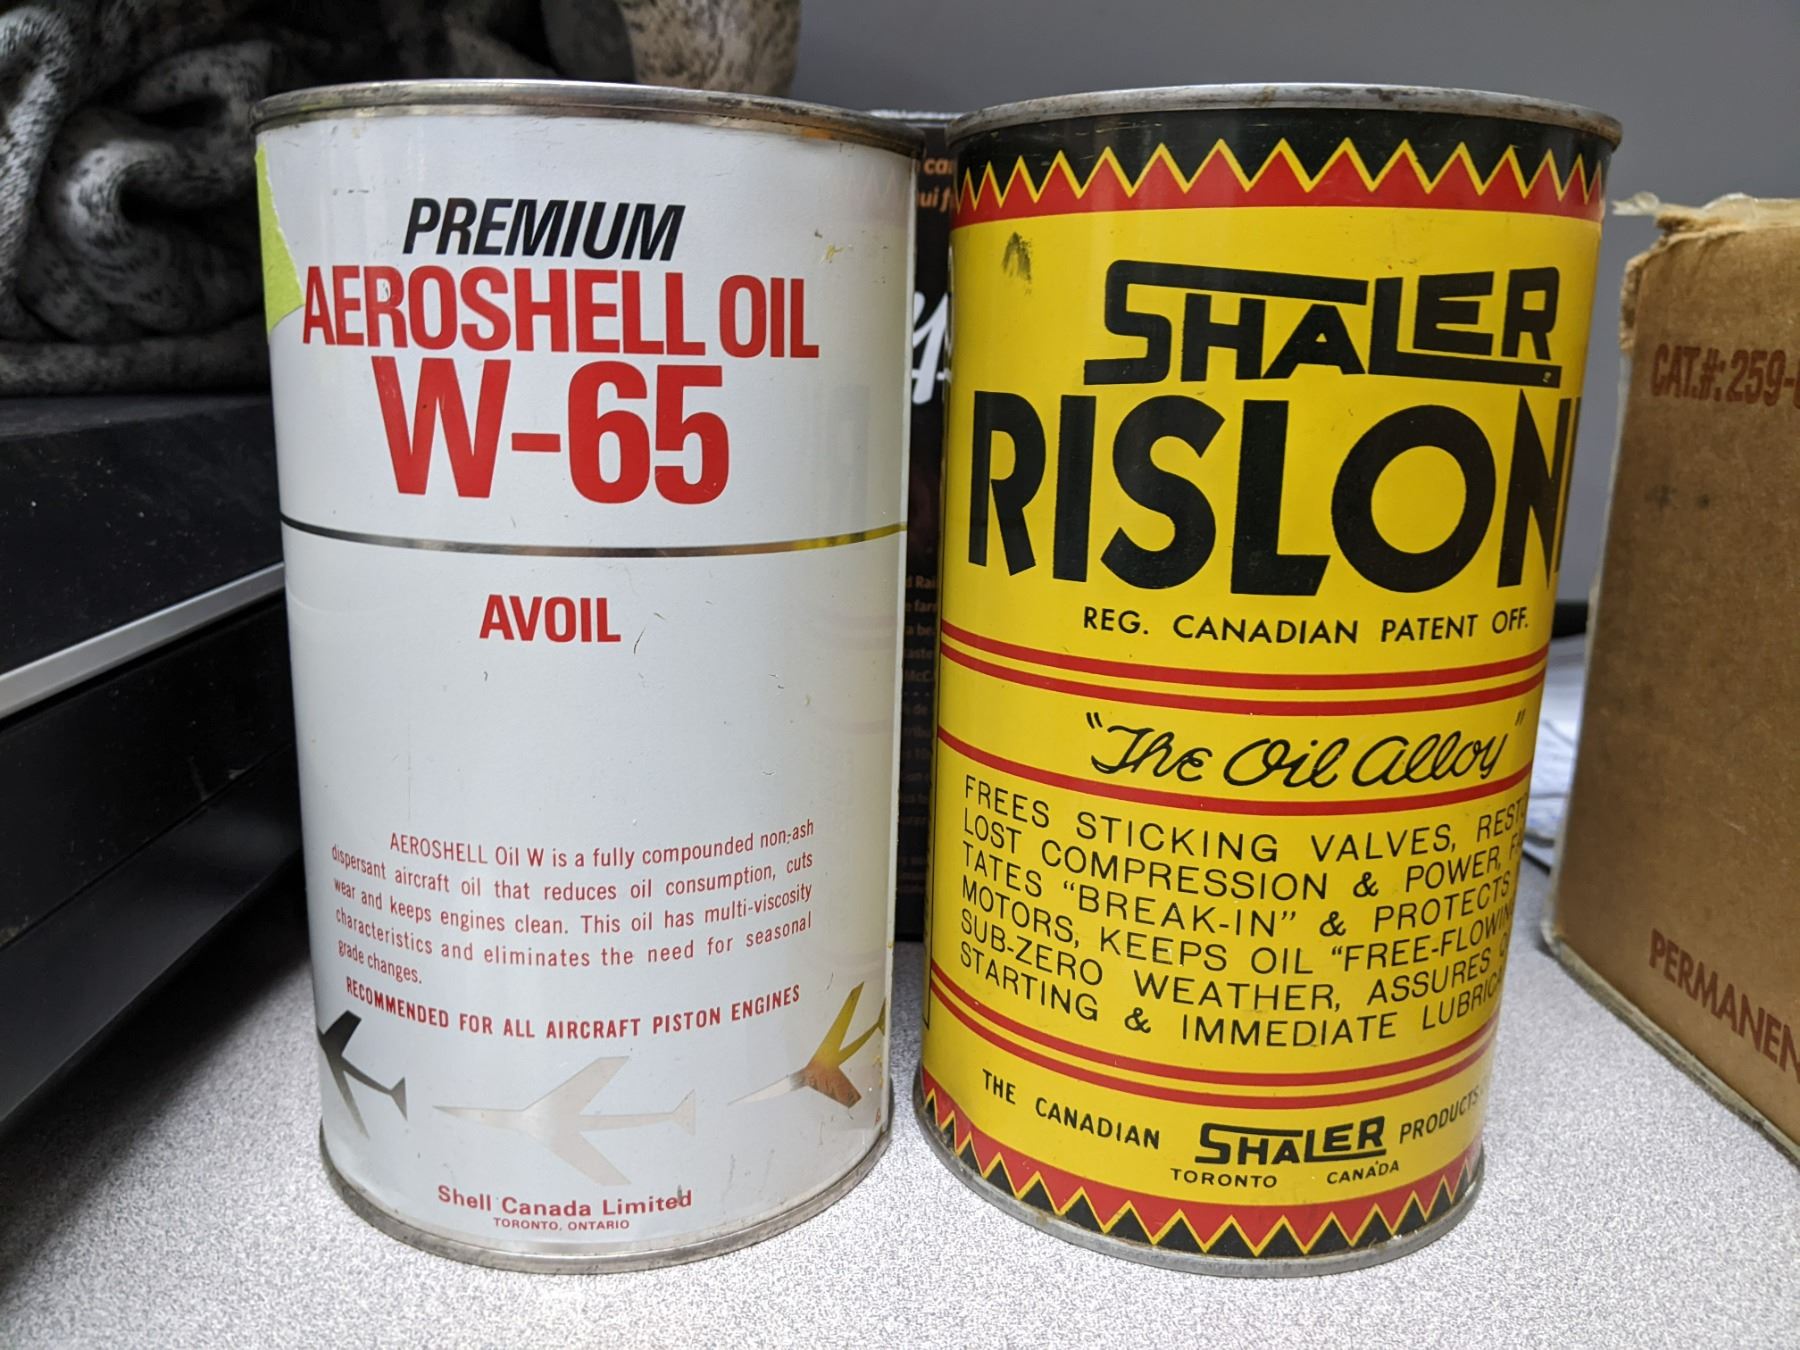 PREMIUM
AEROSHELL OIL
W-65
AVOIL
AEROSHELL Oil W is a fully compounded non-ash
dispersant aircraft oil that reduces oil consumption, cuts
wear and keeps engines clean. This oil has multi-viscosity
characteristics and eliminates the need for seasonal
grade changes.
RECOMMENDED FOR ALL AIRCRAFT PISTON ENGINES
Shell Canada Limited
TORONTO, ONTARIO
SHALER
RISLON
REG. CANADIAN PATENT OFF.
"The Oil Alloy"
FREES STICKING VALVES, REST
LOST COMPRESSION & POWER, FA
TATES "BREAK-IN" & PROTECTS
MOTORS, KEEPS OIL "FREE-FLOWIN
SUB-ZERO WEATHER, ASSURES
STARTING & IMMEDIATE LUBRICA
THE CANADIAN SHALER PRODUCTS
TORONTO CANADA
CAT.#: 259-
PERMANEN